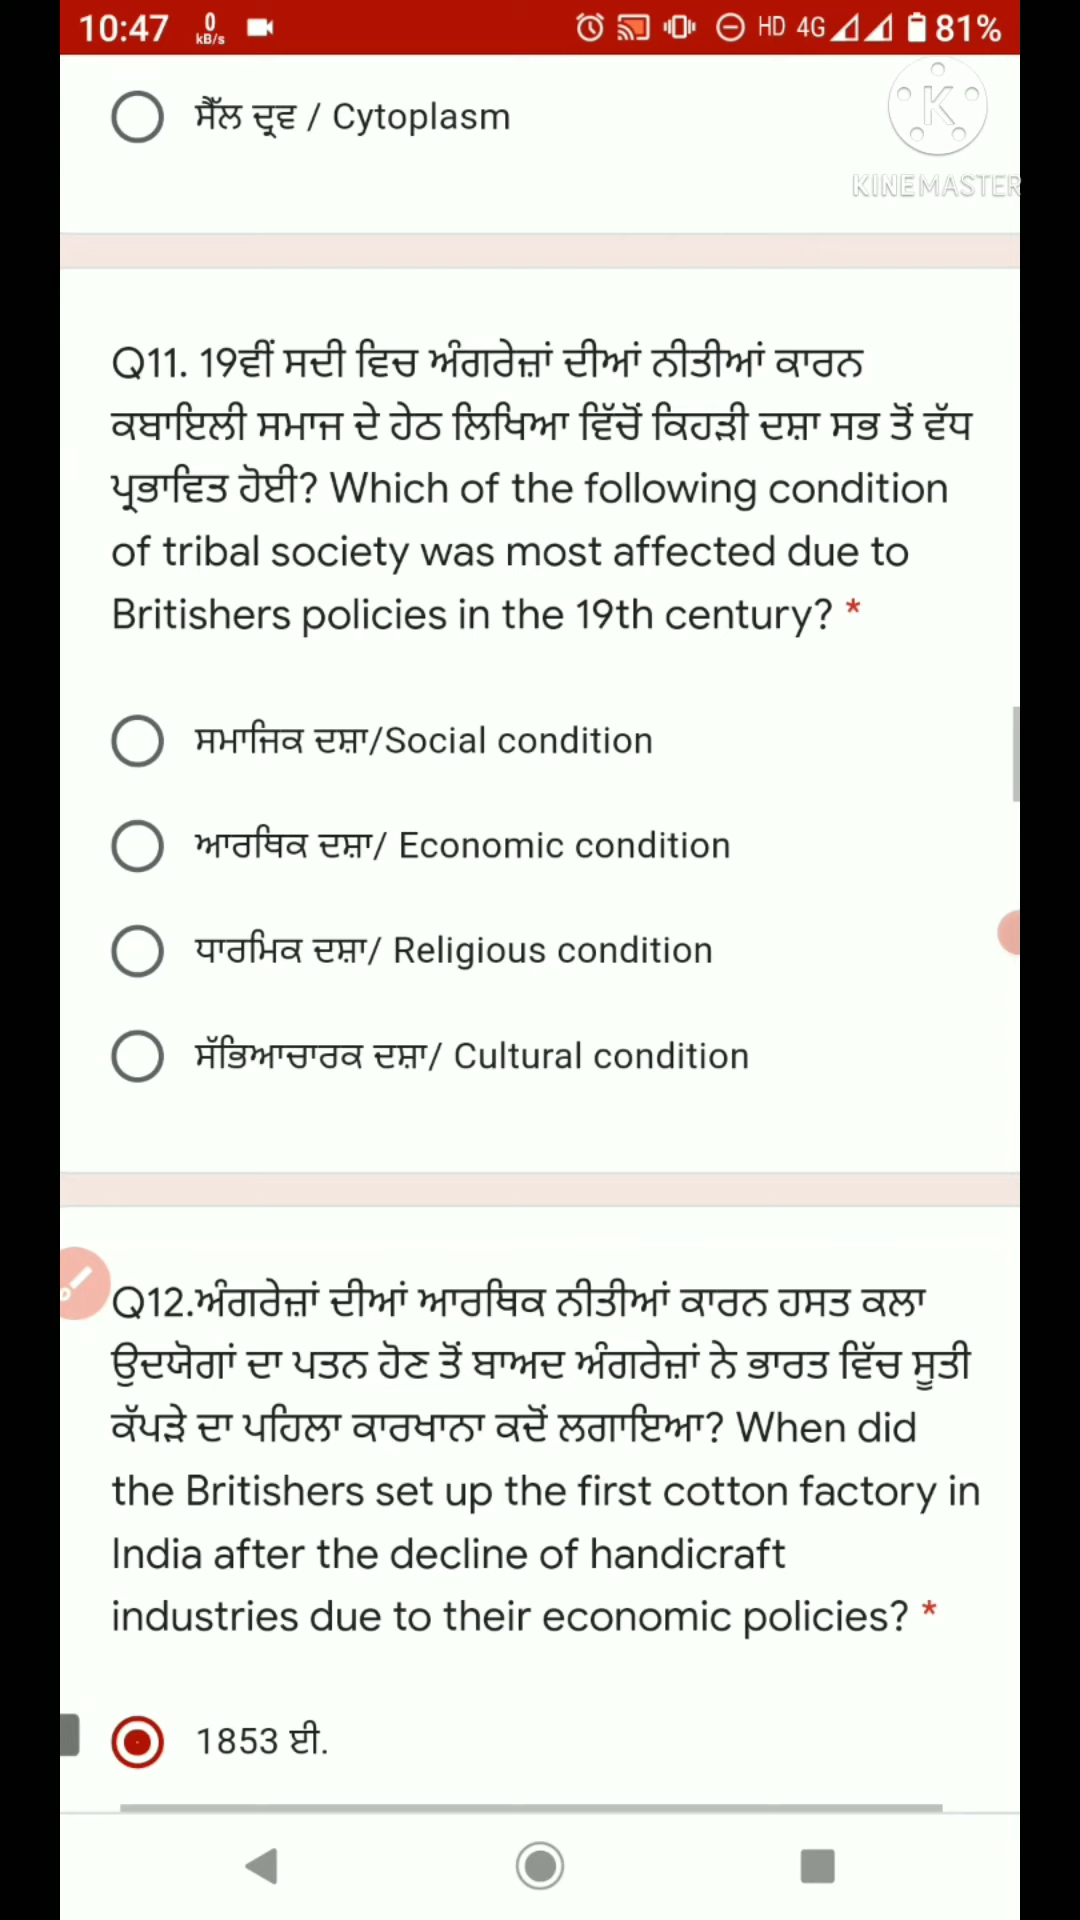 10:47 0 kB/s HD 4G 81%
ਸੈੱਲ ਦ੍ਰਵ / Cytoplasm
K
KINEMASTER
Q11. 19ਵੀਂ ਸਦੀ ਵਿਚ ਅੰਗਰੇਜ਼ਾਂ ਦੀਆਂ ਨੀਤੀਆਂ ਕਾਰਨ
ਕਬਾਇਲੀ ਸਮਾਜ ਦੇ ਹੇਠ ਲਿਖਿਆ ਵਿੱਚੋਂ ਕਿਹੜੀ ਦਸ਼ਾ ਸਭ ਤੋਂ ਵੱਧ
ਪ੍ਰਭਾਵਿਤ ਹੋਈ? Which of the following condition
of tribal society was most affected due to
Britishers policies in the 19th century? *
ਸਮਾਜਿਕ ਦਸ਼ਾ/Social condition
ਆਰਥਿਕ ਦਸ਼ਾ/ Economic condition
ਧਾਰਮਿਕ ਦਸ਼ਾ/ Religious condition
ਸੱਭਿਆਚਾਰਕ ਦਸ਼ਾ/ Cultural condition
Q12.ਅੰਗਰੇਜ਼ਾਂ ਦੀਆਂ ਆਰਥਿਕ ਨੀਤੀਆਂ ਕਾਰਨ ਹਸਤ ਕਲਾ
ਉਦਯੋਗਾਂ ਦਾ ਪਤਨ ਹੋਣ ਤੋਂ ਬਾਅਦ ਅੰਗਰੇਜ਼ਾਂ ਨੇ ਭਾਰਤ ਵਿੱਚ ਸੂਤੀ
ਕੱਪੜੇ ਦਾ ਪਹਿਲਾ ਕਾਰਖਾਨਾ ਕਦੋਂ ਲਗਾਇਆ? When did
the Britishers set up the first cotton factory in
India after the decline of handicraft
industries due to their economic policies? *
1853 ਈ.